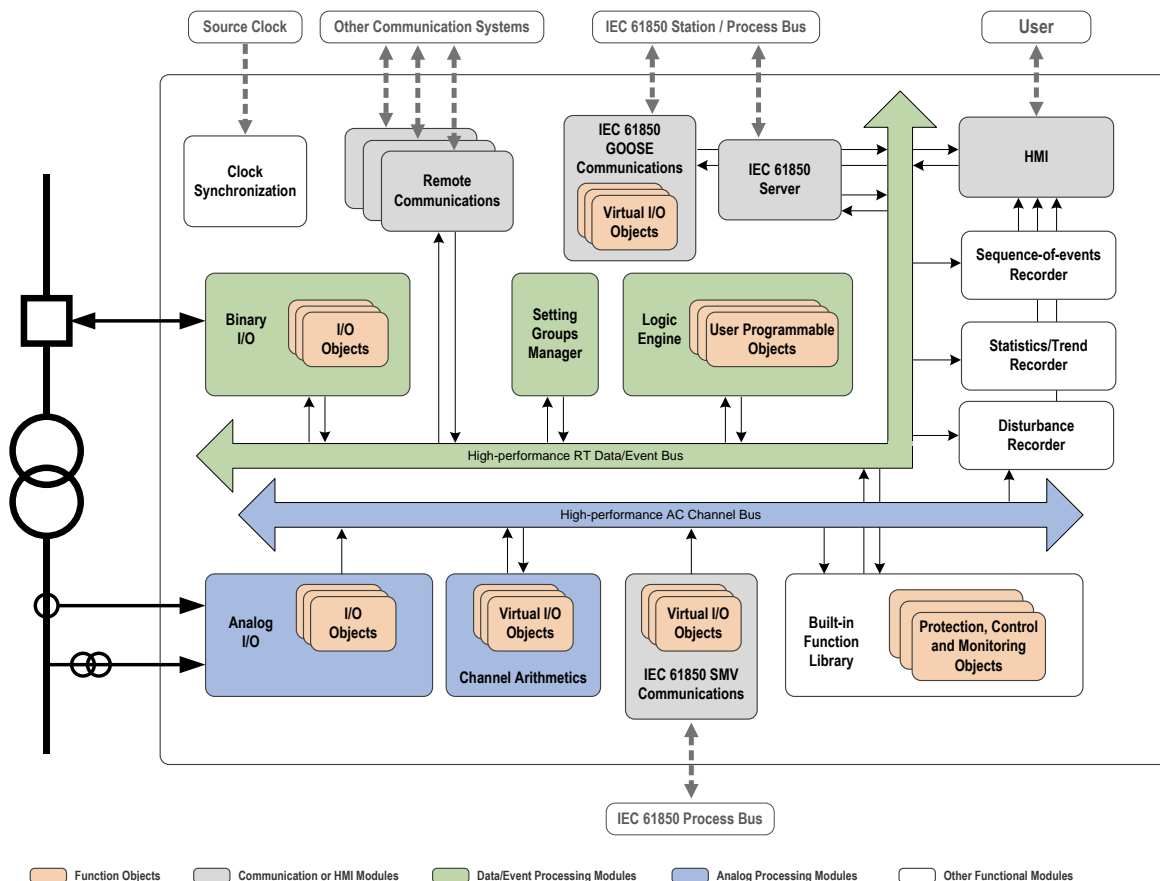 Source Clock
Other Communication Systems
IEC 61850 Station / Process Bus
User
Clock
Synchronization
Remote
Communications
IEC 61850
GOOSE
Communications
Virtual I/O
Objects
IEC 61850
Server
HMI
Sequence-of-events
Recorder
Binary
I/O
I/O
Objects
Setting
Groups
Manager
Logic
Engine
User Programmable
Objects
Statistics/Trend
Recorder
Disturbance
Recorder
High-performance RT Data/Event Bus
High-performance AC Channel Bus
Analog
I/O
I/O
Objects
Virtual I/O
Objects
Channel Arithmetics
Virtual I/O
Objects
IEC 61850 SMV
Communications
Built-in
Function
Library
Protection, Control
and Monitoring
Objects
IEC 61850 Process Bus
Function Objects
Communication or HMI Modules
Data/Event Processing Modules
Analog Processing Modules
Other Functional Modules